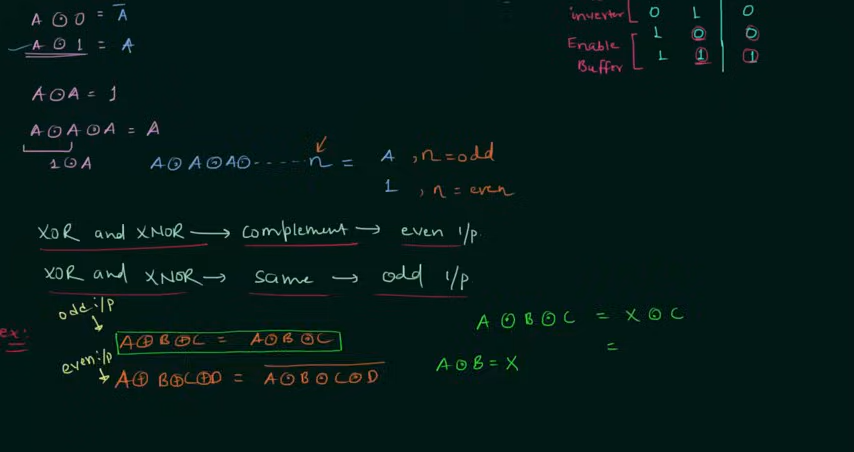 A ⊙ 0 = A̅
A ⊙ 1 = A
A⊙A = 1
A⊙A⊙A = A
1⊙A
A⊙A⊙A⊙-----n = A , n=odd
1 , n = even
XOR and XNOR → complement → even i/p.
XOR and XNOR → same → odd i/p
odd i/p
ex: A⊕B⊕C = A⊙B⊙C
even i/p
A⊕B⊕C⊕D = \overline{A⊙B⊙C⊙D}
A ⊙ B ⊙ C = X ⊙ C
=
A⊙B = X
inverter 0 1 0
Enable 1 0 0
Buffer 1 1 1